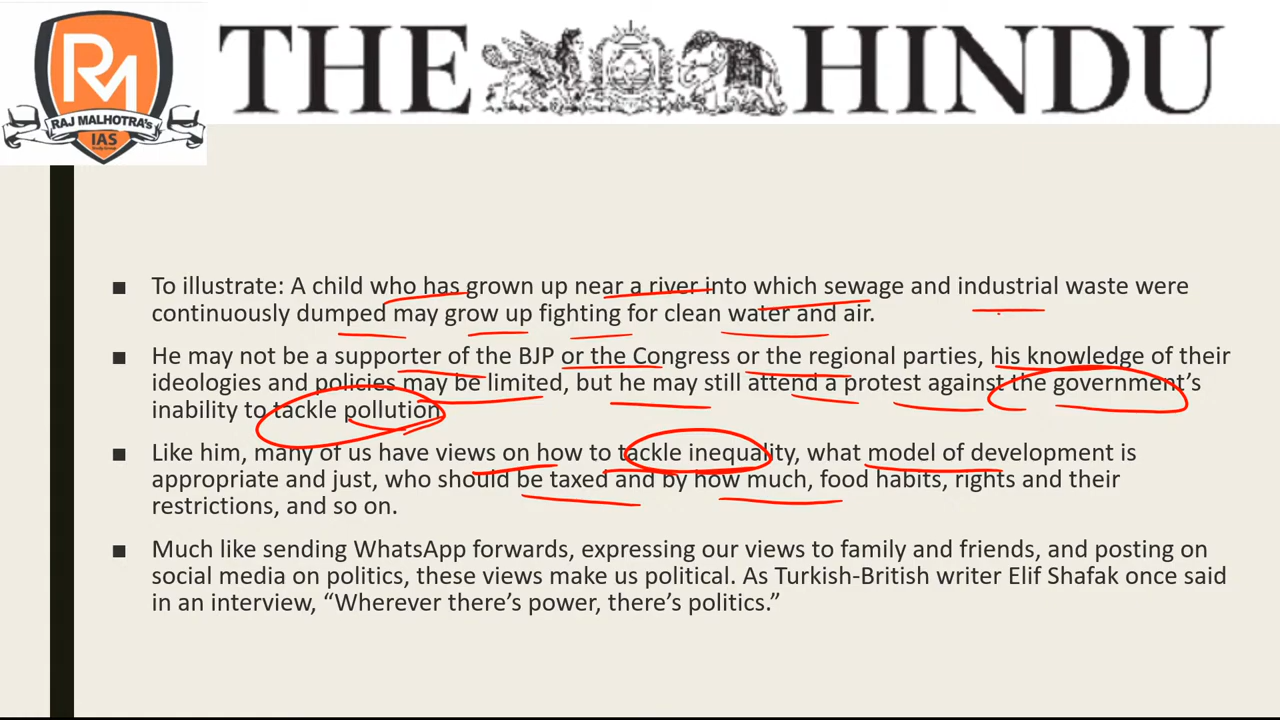 RM
RAJ MALHOTRA's
IAS
THE HINDU
■ To illustrate: A child who has grown up near a river into which sewage and industrial waste were
continuously dumped may grow up fighting for clean water and air.
■ He may not be a supporter of the BJP or the Congress or the regional parties, his knowledge of their
ideologies and policies may be limited, but he may still attend a protest against the government’s
inability to tackle pollution
■ Like him, many of us have views on how to tackle inequality, what model of development is
appropriate and just, who should be taxed and by how much, food habits, rights and their
restrictions, and so on.
■ Much like sending WhatsApp forwards, expressing our views to family and friends, and posting on
social media on politics, these views make us political. As Turkish-British writer Elif Shafak once said
in an interview, “Wherever there’s power, there’s politics.”